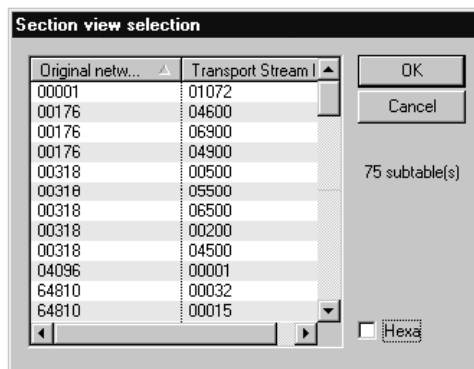 Section view selection
Original netw... Transport Stream I
00001 01072
00176 04600
00176 06900
00176 04900
00318 00500
00318 05500
00318 06500
00318 00200
00318 04500
04096 00001
64810 00032
64810 00015
OK
Cancel
75 subtable(s)
Hexa